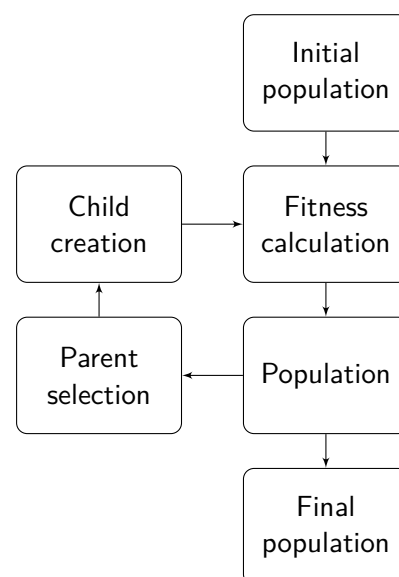 Initial
population
Child
creation
Fitness
calculation
Parent
selection
Population
Final
population